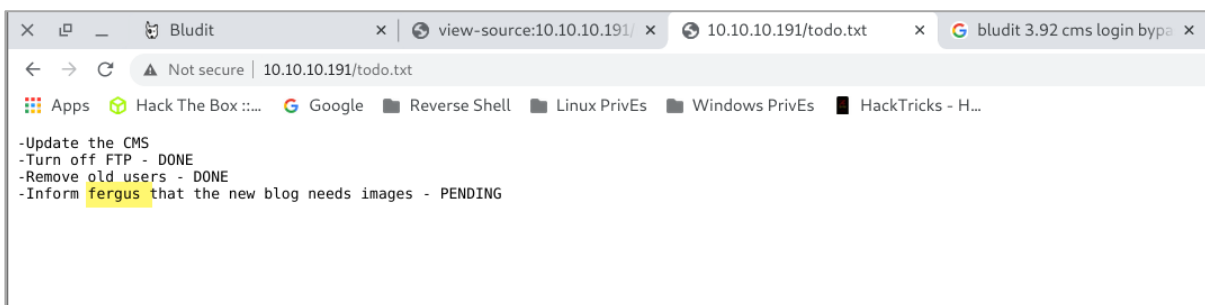 Bludit
view-source:10.10.10.191/
10.10.10.191/todo.txt
bludit 3.92 cms login bypa
Not secure | 10.10.10.191/todo.txt
Apps Hack The Box ::... Google Reverse Shell Linux PrivEs Windows PrivEs HackTricks - H...
-Update the CMS
-Turn off FTP - DONE
-Remove old users - DONE
-Inform fergus that the new blog needs images - PENDING